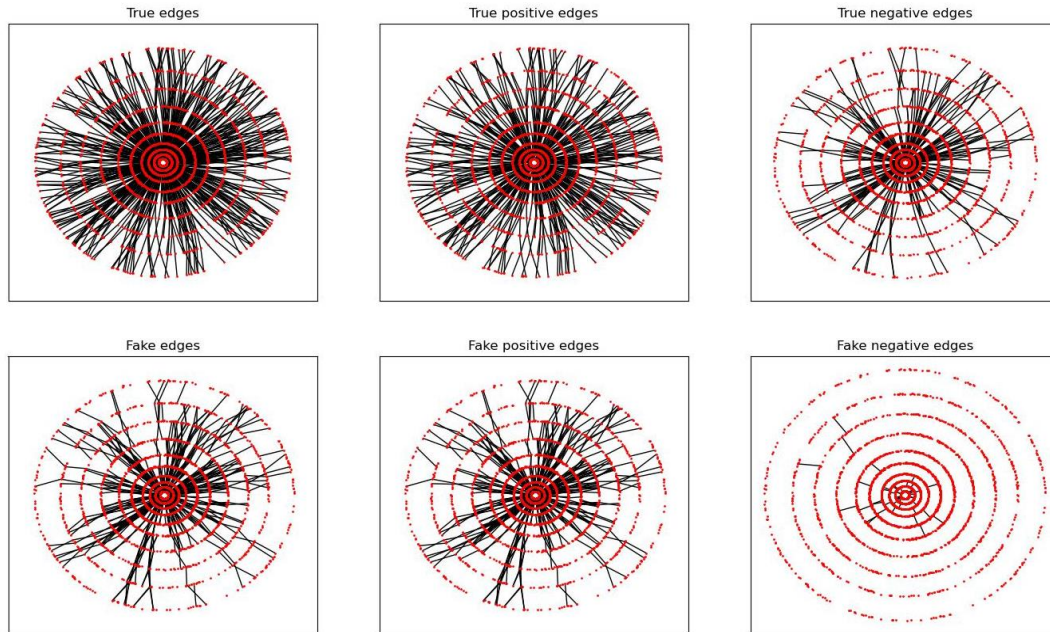 True edges
True positive edges
True negative edges
Fake edges
Fake positive edges
Fake negative edges